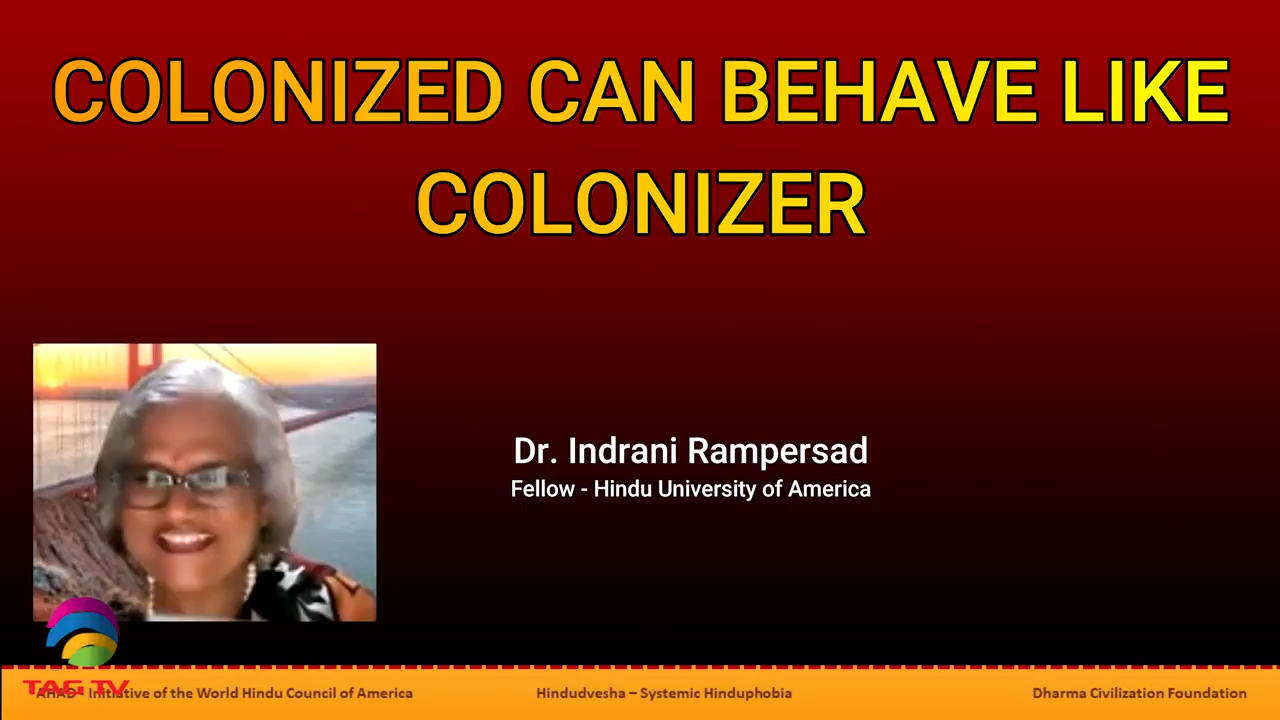 COLONIZED CAN BEHAVE LIKE
COLONIZER
Dr. Indrani Rampersad
Fellow - Hindu University of America
TAG TV
AHAD - Initiative of the World Hindu Council of America
Hindudvesha – Systemic Hinduphobia
Dharma Civilization Foundation